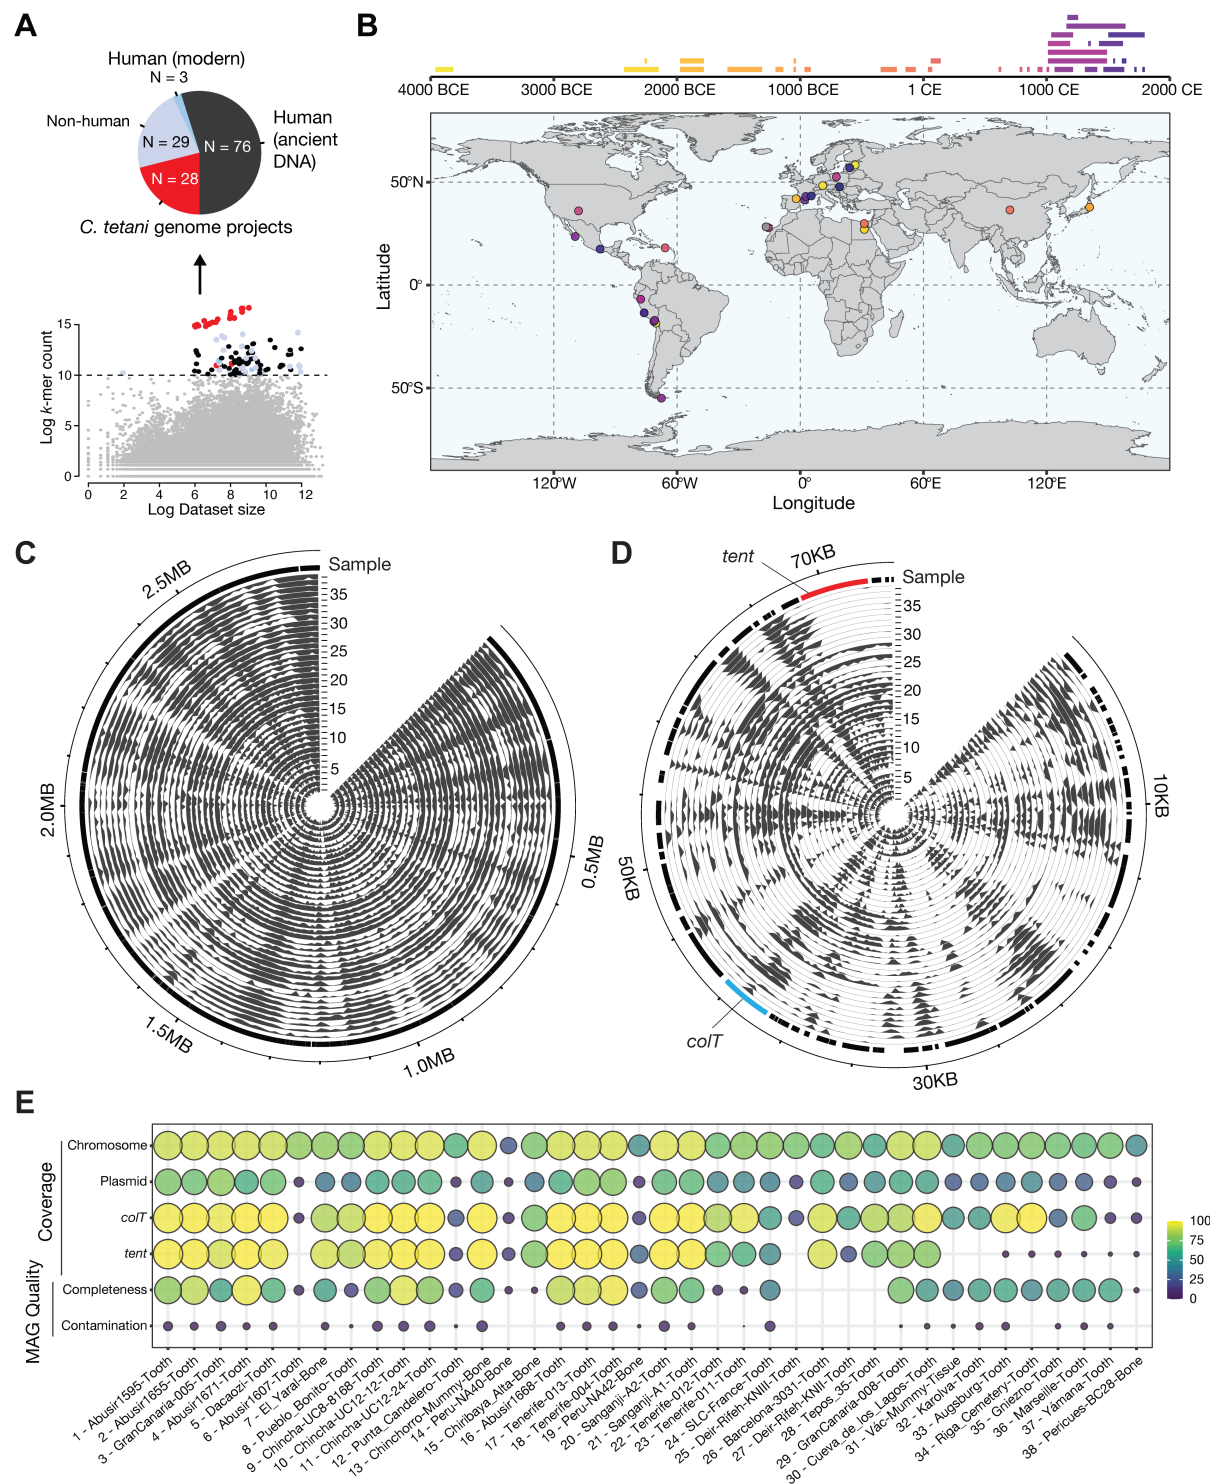 A
Human (modern)
N = 3
Non-human
N = 29
N = 76
Human
(ancient
DNA)
N = 28
C. tetani genome projects
15
10
5
0
Log k-mer count
0 2 4 6 8 10 12
Log Dataset size
B
4000 BCE 3000 BCE 2000 BCE 1000 BCE 1 CE 1000 CE 2000 CE
50°N
0°
50°S
Latitude
120°W 60°W 0° 60°E 120°E
Longitude
C
Sample
35
30
25
20
15
10
5
2.5MB
2.0MB
0.5MB
1.5MB
1.0MB
D
tent
70KB
Sample
35
30
25
20
15
10
5
10KB
50KB
colT
30KB
E
Coverage
MAG Quality
Chromosome
Plasmid
colT
tent
Completeness
Contamination
100
75
50
25
0
1 - Abusir1595-Tooth
2 - Abusir1655-Tooth
3 - GranCanaria-005-Tooth
4 - Abusir1671-Tooth
5 - Dacazi-Tooth
6 - Abusir1607-Tooth
7 - El_Yaral-Bone
8 - Pueblo_Bonito-Tooth
9 - Chincha-UC8-8168-Tooth
10 - Chincha-UC12-12-Tooth
11 - Chincha-UC12-24-Tooth
12 - Punta_Candelero-Tooth
13 - Chinchorro-Mummy-Bone
14 - Peru-NA40-Bone
15 - Chiribaya_Alta-Bone
16 - Abusir1668-Tooth
17 - Tenerife-013-Tooth
18 - Tenerife-004-Tooth
19 - Peru-NA42-Bone
20 - Sanganji-A2-Tooth
21 - Sanganji-A1-Tooth
22 - Tenerife-012-Tooth
23 - Tenerife-011-Tooth
24 - SLC-France-Tooth
25 - Deir-Rifeh-KNIII-Tooth
26 - Barcelona-3031-Tooth
27 - Deir-Rifeh-KNII-Tooth
28 - Tepos_35-Tooth
29 - GranCanaria-008-Tooth
30 - Cueva_de_los_Lagos-Tooth
31 - Vác-Mummy-Tissue
32 - Karolva-Tooth
33 - Augsburg-Tooth
34 - Riga_Cemetery-Tooth
35 - Gniezno-Tooth
36 - Marseille-Tooth
37 - Yámana-Tooth
38 - Pericues-BC28-Bone